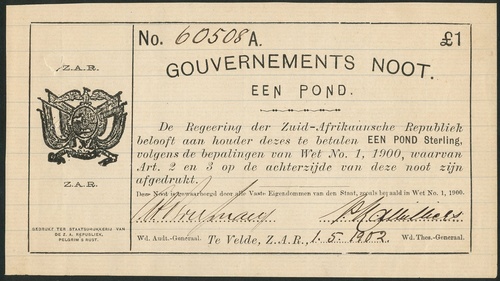 No. 60508 A. £1
GOUVERNEMENTS NOOT.
EEN POND.
Z.A.R.
De Regeering der Zuid-Afrikaansche Republiek
belooft aan houder dezes te betalen EEN POND Sterling,
volgens de bepalingen van Wet No. 1, 1900, waarvan
Art. 2 en 3 op de achterzijde van deze noot zijn
afgedrukt.
Z.A.R.
Deze Noot is gewaarborgd door alle Vaste Eigendommen van den Staat, zooals bepaald in Wet No. 1, 1900.
Wd. Audt.-Generaal. Te Velde, Z.A.R., 1.5.1902 Wd. Thes.-Generaal.
GEDRUKT TER STAATSDRUKKERIJ VAN
DE Z. A. REPUBLIEK,
PELGRIM'S RUST.